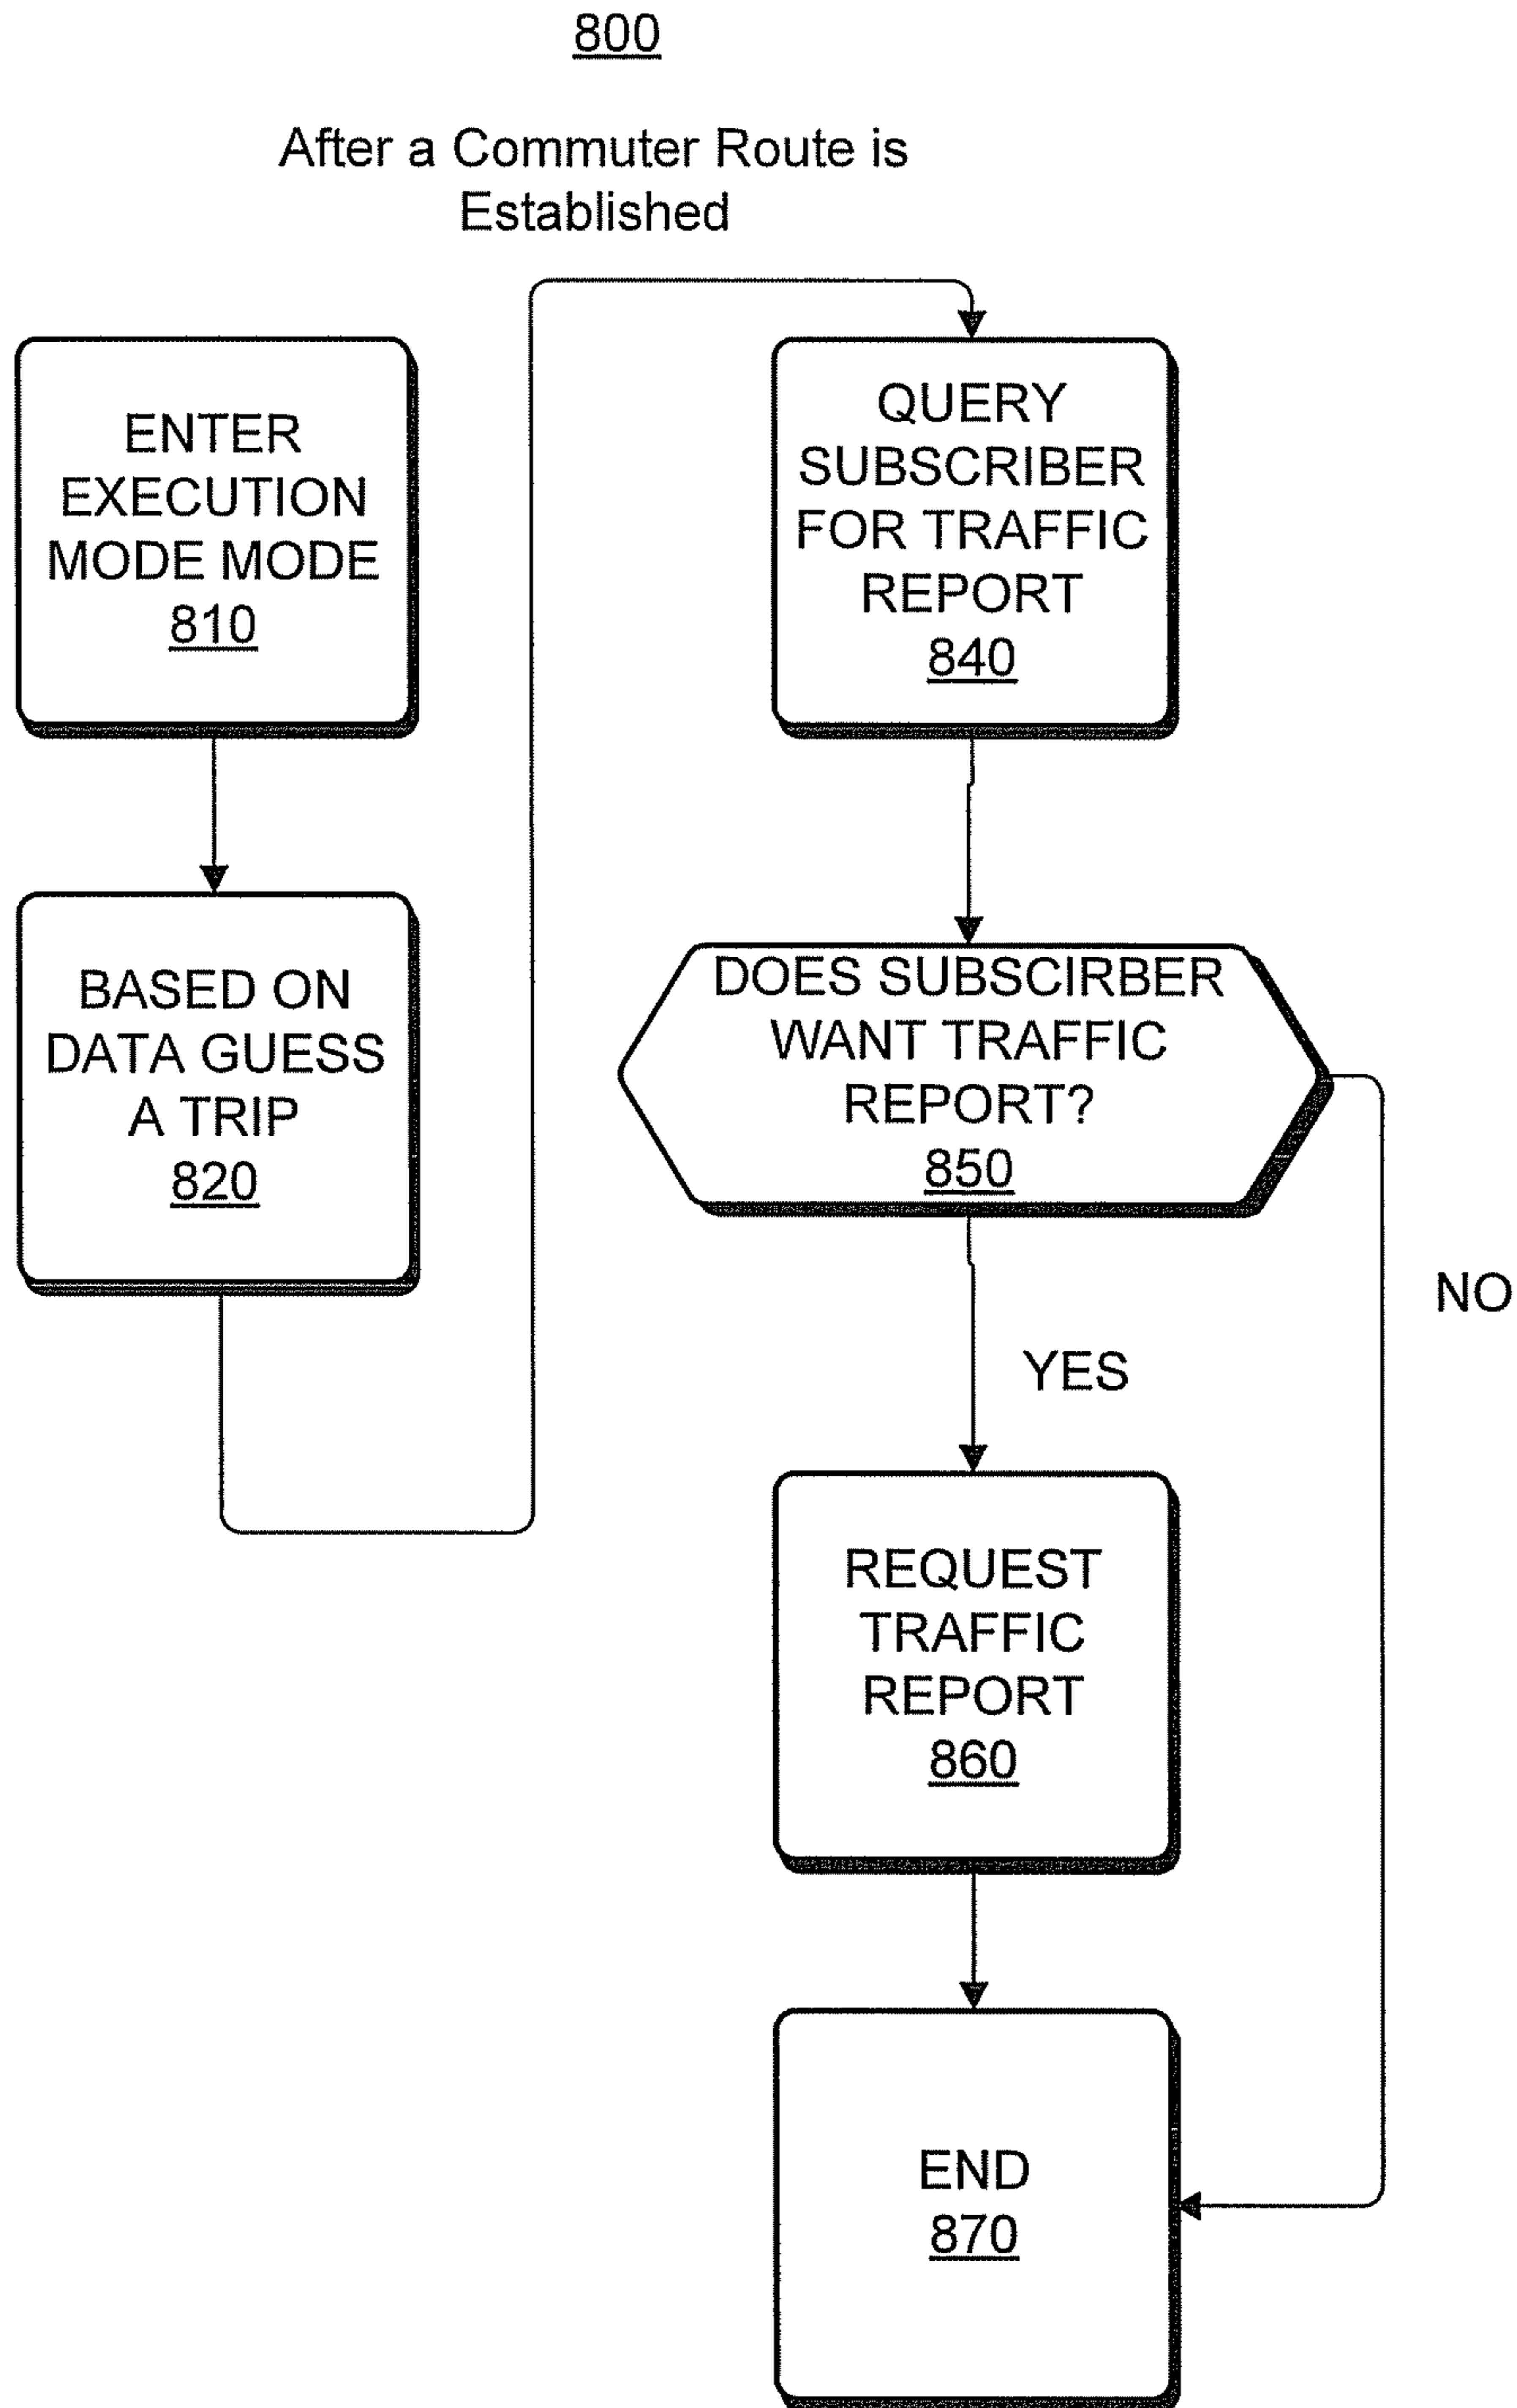 800
After a Commuter Route is
Established
ENTER
EXECUTION
MODE MODE
810
BASED ON
DATA GUESS
A TRIP
820
QUERY
SUBSCRIBER
FOR TRAFFIC
REPORT
840
DOES SUBSCIRBER
WANT TRAFFIC
REPORT?
850
NO
YES
REQUEST
TRAFFIC
REPORT
860
END
870